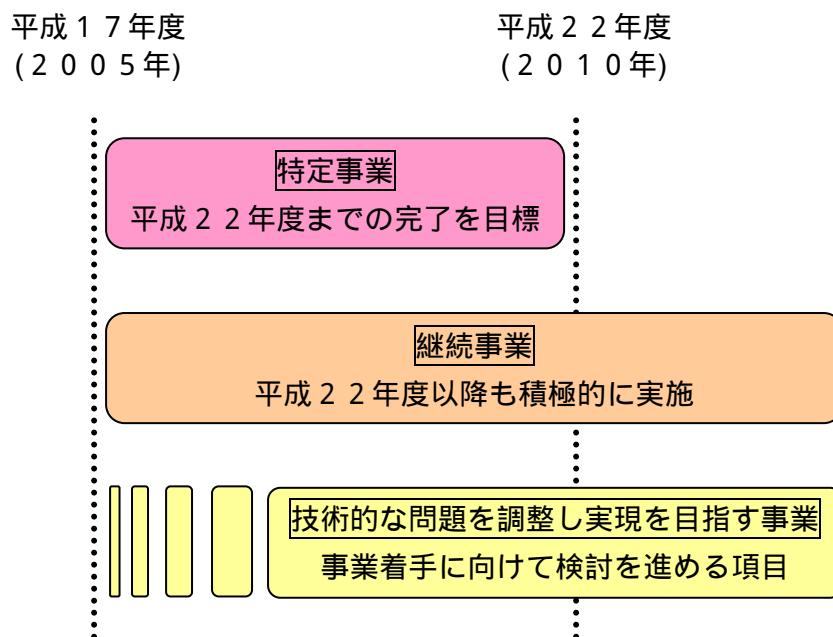 平成17年度
(2005年)
平成22年度
(2010年)
特定事業
平成22年度までの完了を目標
継続事業
平成22年度以降も積極的に実施
技術的な問題を調整し実現を目指す事業
事業着手に向けて検討を進める項目